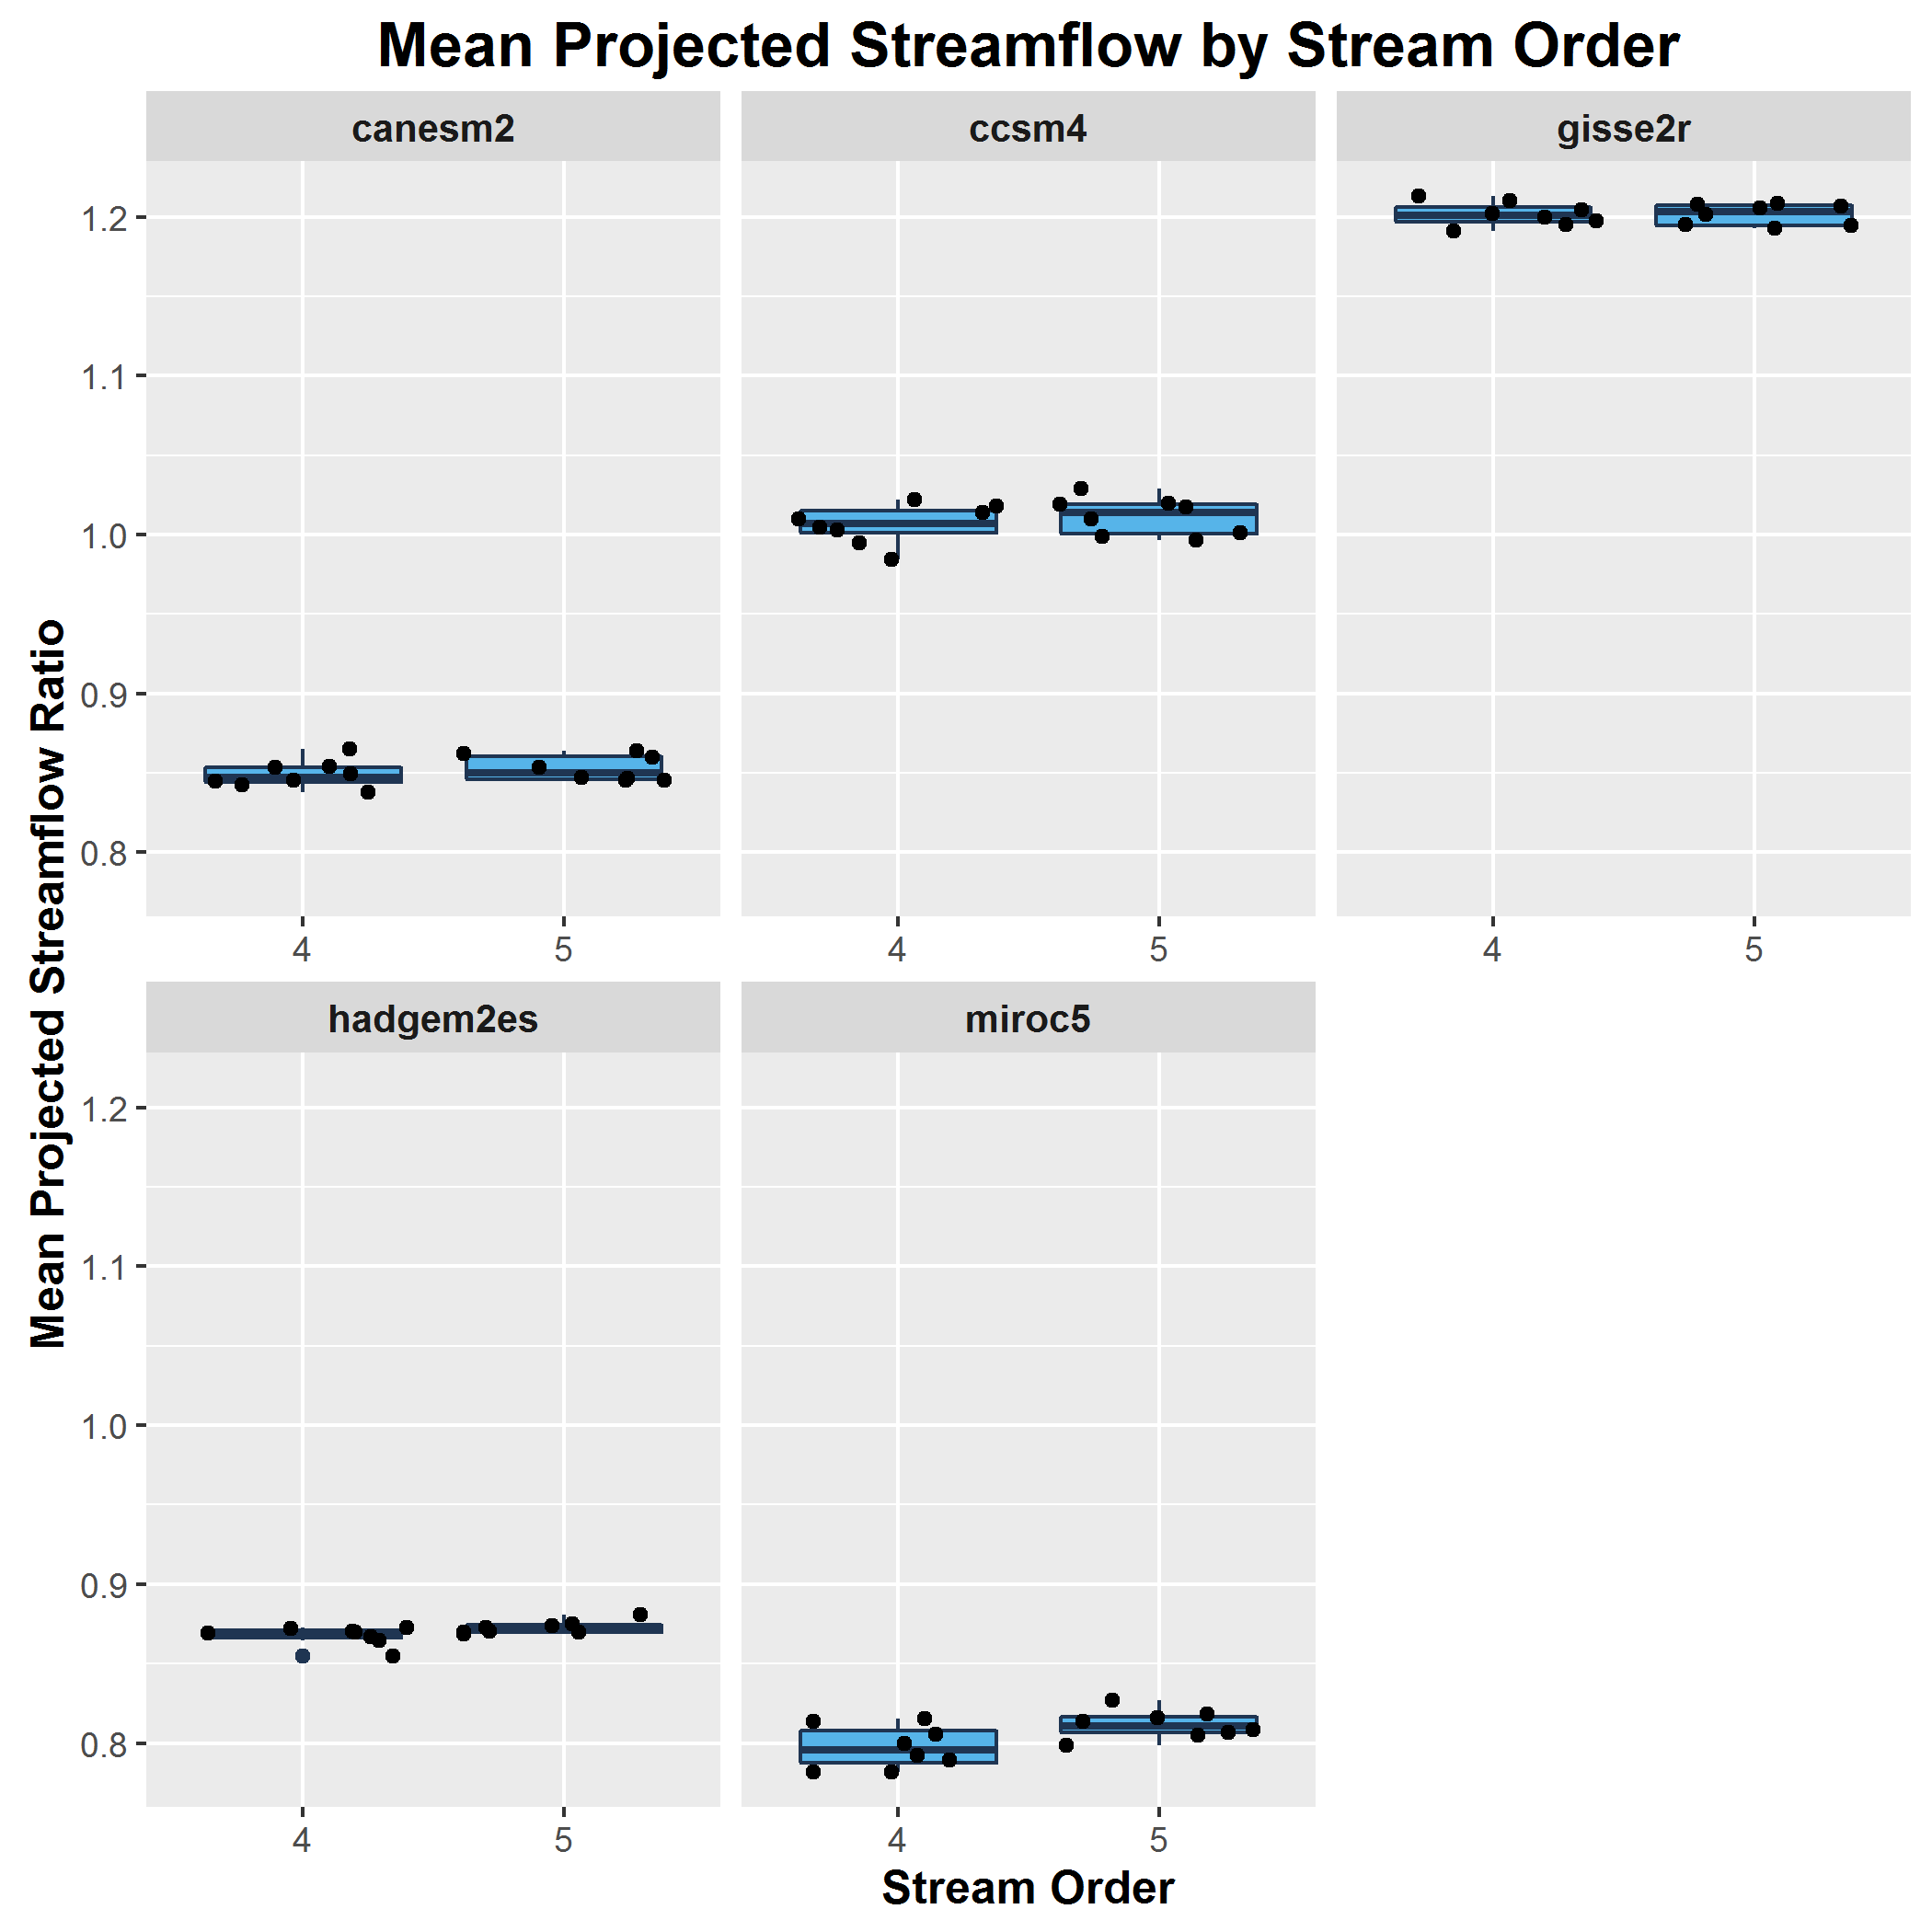 Mean Projected Streamflow by Stream Order
canesm2
ccsm4
gisse2r
1.2
1.1
1.0
0.9
0.8
4
5
4
5
4
5
Mean Projected Streamflow Ratio
hadgem2es
miroc5
1.2
1.1
1.0
0.9
0.8
4
5
4
5
Stream Order